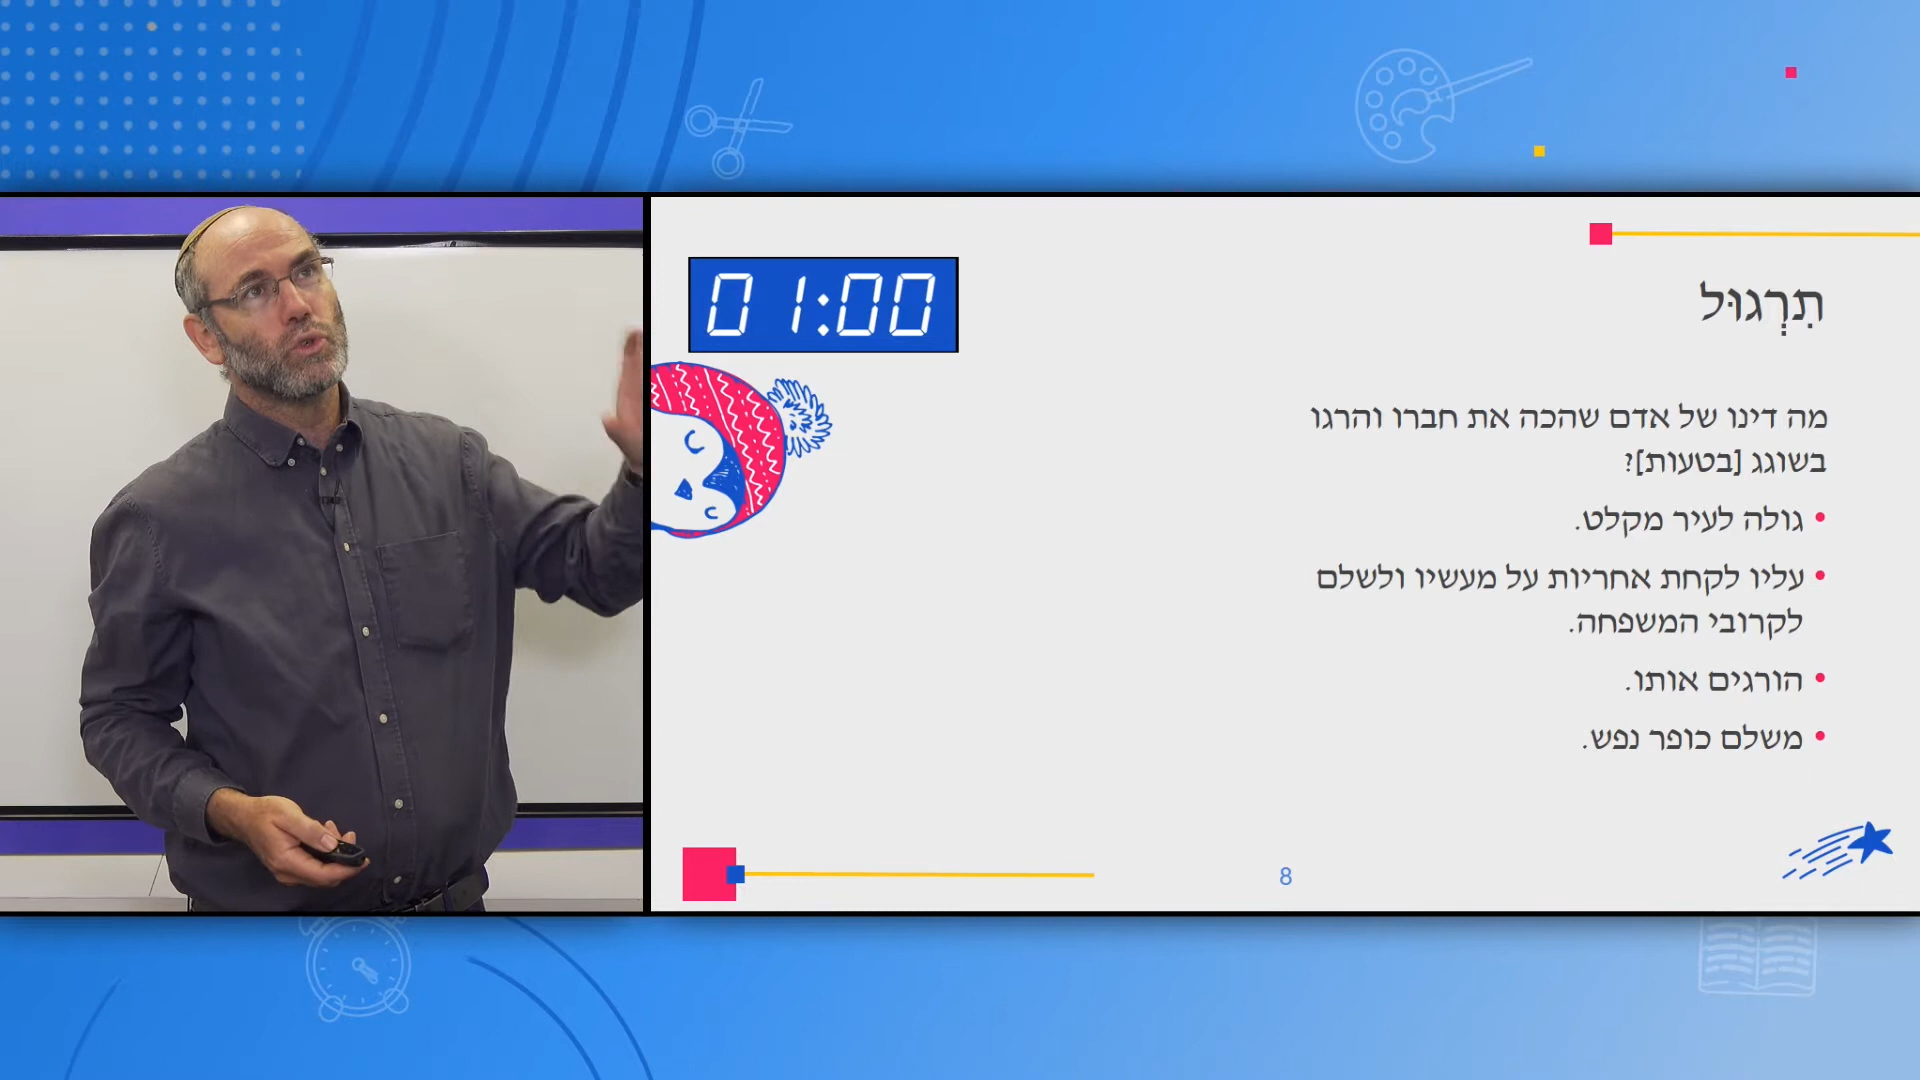 01:00
תִרְגוּל
מה דינו של אדם שהכה את חברו והרגו
בשוגג [בטעות]?
• גולה לעיר מקלט.
• עליו לקחת אחריות על מעשיו ולשלם
לקרובי המשפחה.
• הורגים אותו.
• משלם כופר נפש.
8